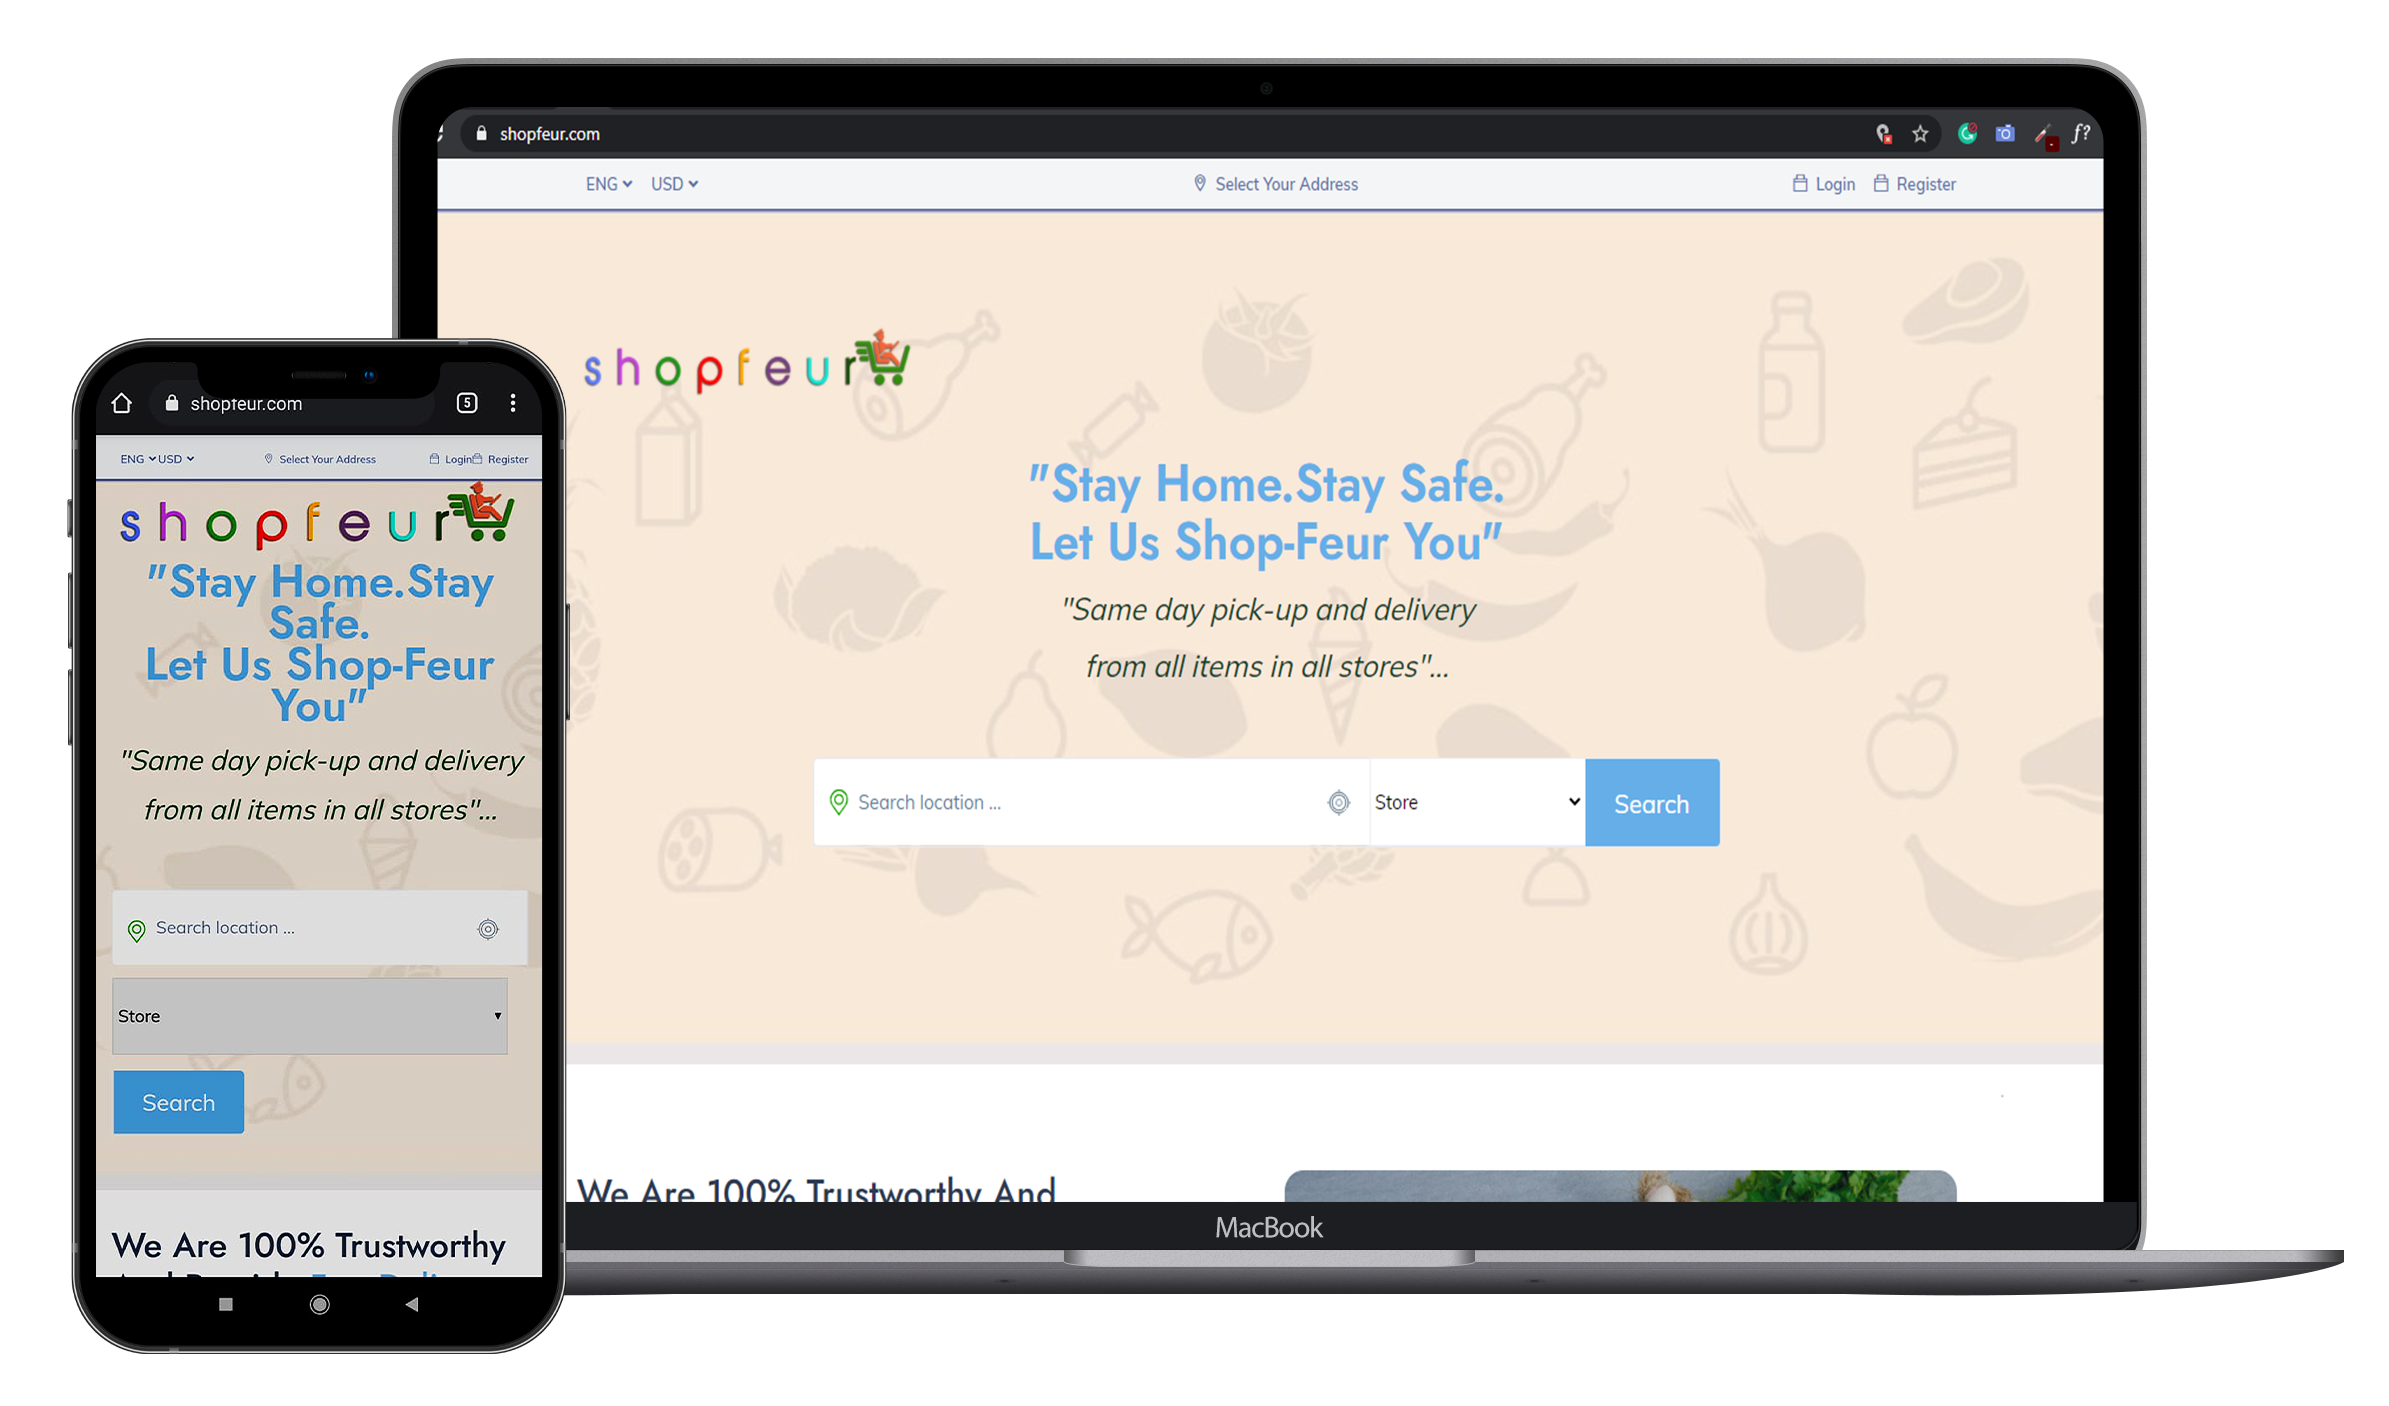 shopfeur.com
ENG USD Select Your Address Login Register
shopfeur
"Stay Home.Stay Safe.
Let Us Shop-Feur You"
"Same day pick-up and delivery
from all items in all stores"...
Search location ... Store Search
We Are 100% Trustworthy And
MacBook
shopfeur.com 5
ENG USD Select Your Address Login Register
shopfeur
"Stay Home.Stay
Safe.
Let Us Shop-Feur
You"
"Same day pick-up and delivery
from all items in all stores"...
Search location ...
Store
Search
We Are 100% Trustworthy